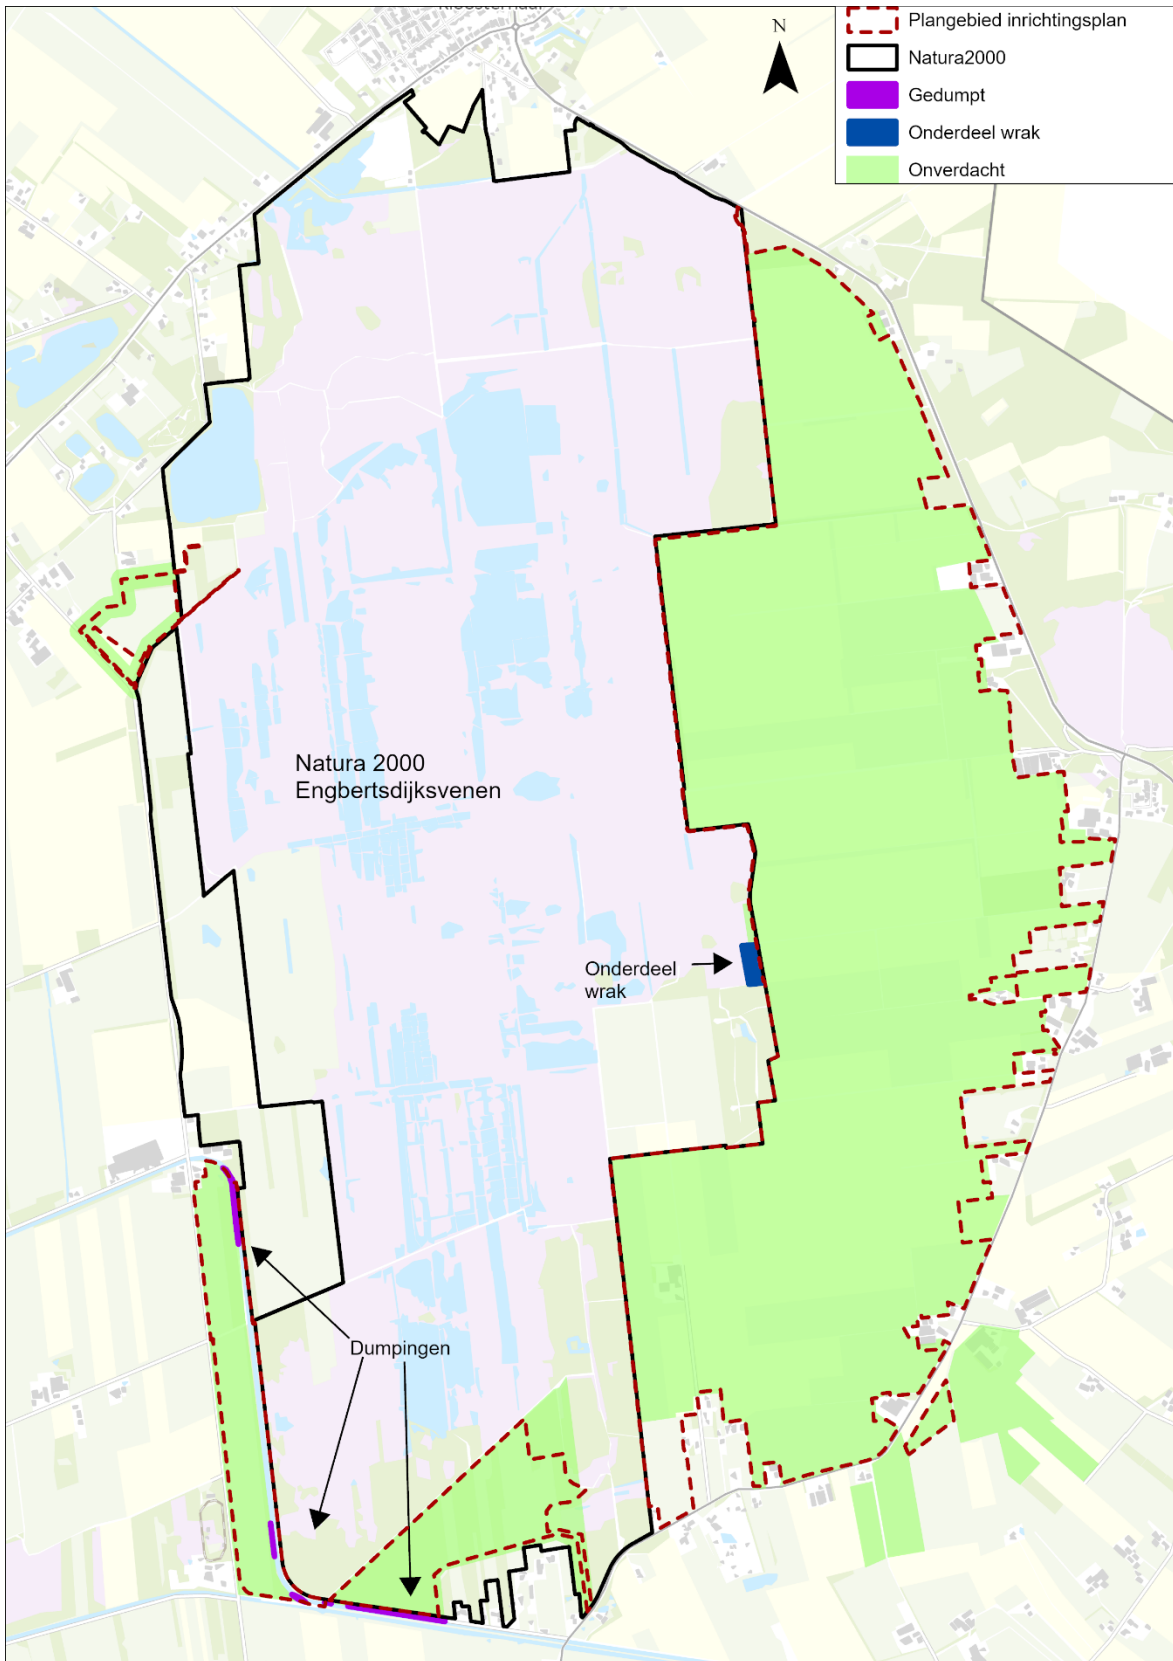 N
Plangebied inrichtingsplan
Natura2000
Gedumpt
Onderdeel wrak
Onverdacht
Natura 2000
Engbertsdijksvenen
Onderdeel
wrak
Dumpingen